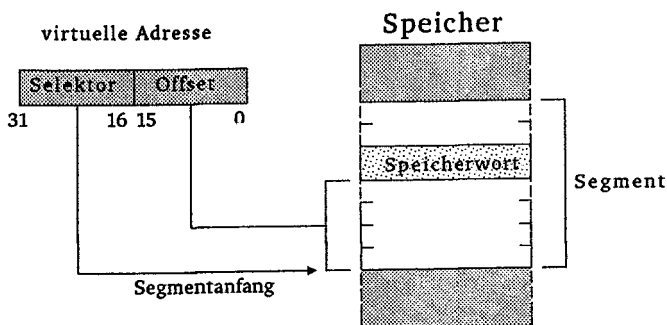 Speicher
virtuelle Adresse
Selektor Offset
31 16 15 0
Speicherwort
Segment
Segmentanfang